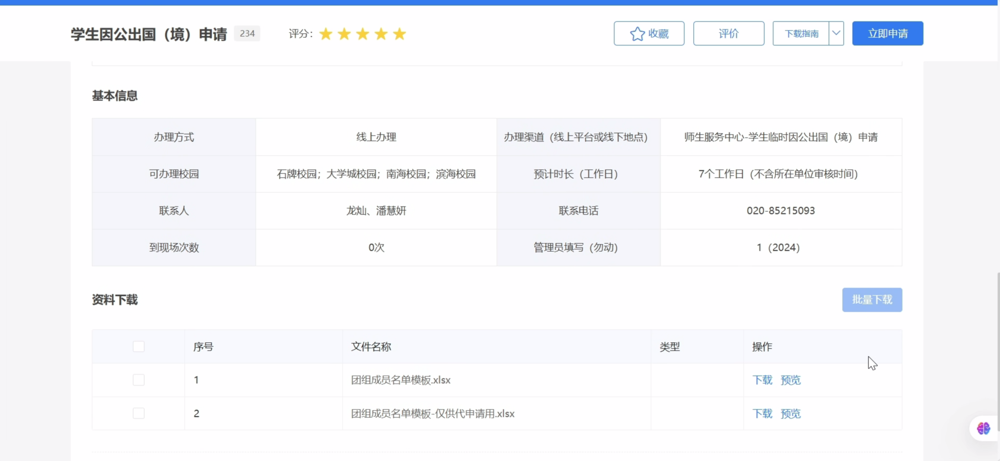 学生因公出国（境）申请 234 评分： 收藏 评价 下载指南 立即申请
基本信息
办理方式 线上办理 办理渠道（线上平台或线下地点） 师生服务中心-学生临时因公出国（境）申请
可办理校园 石牌校园；大学城校园；南海校园；滨海校园 预计时长（工作日） 7个工作日（不含所在单位审核时间）
联系人 龙灿、潘慧妍 联系电话 020-85215093
到现场次数 0次 管理员填写（勿动） 1（2024）
资料下载 批量下载
序号 文件名称 类型 操作
1 团组成员名单模板.xlsx 下载 预览
2 团组成员名单模板-仅供代申请用.xlsx 下载 预览